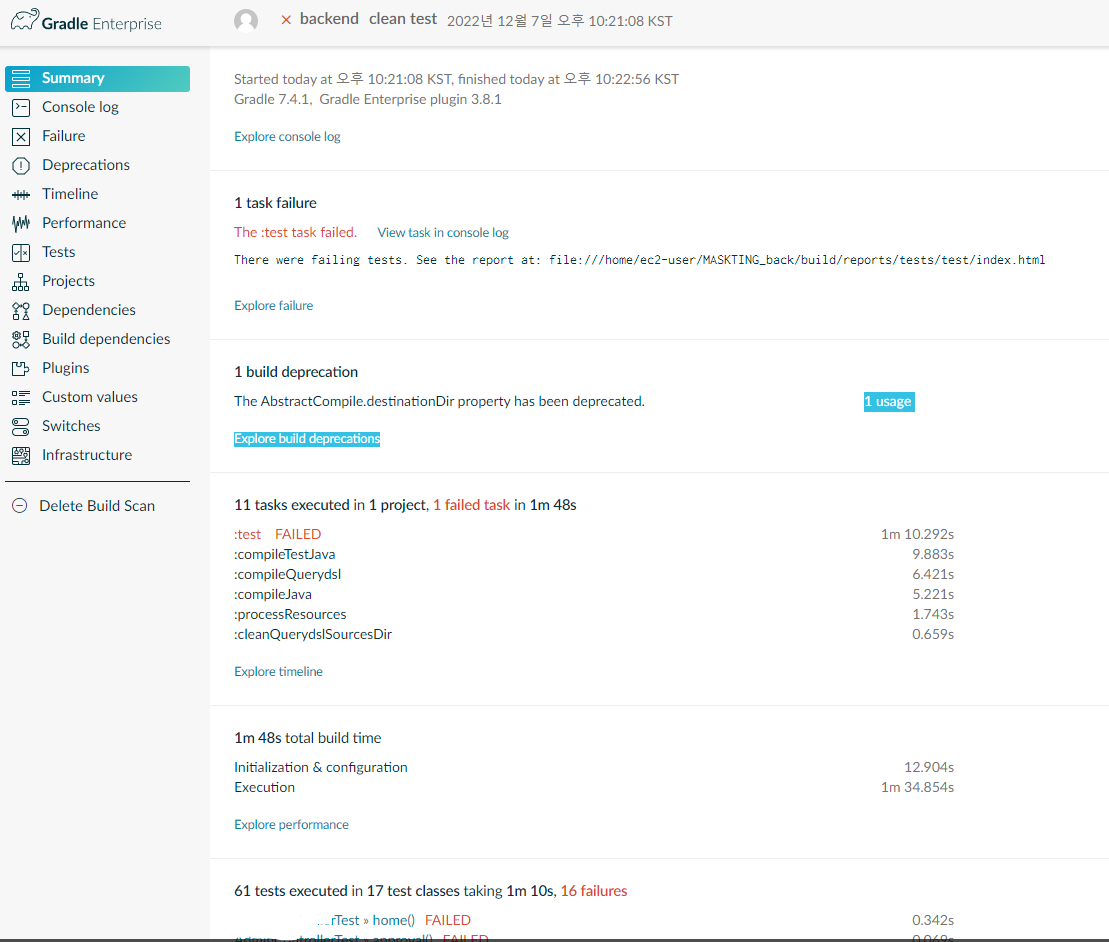 Gradle Enterprise
backend clean test 2022년 12월 7일 오후 10:21:08 KST
Summary
Console log
Failure
Deprecations
Timeline
Performance
Tests
Projects
Dependencies
Build dependencies
Plugins
Custom values
Switches
Infrastructure
Delete Build Scan
Started today at 오후 10:21:08 KST, finished today at 오후 10:22:56 KST
Gradle 7.4.1, Gradle Enterprise plugin 3.8.1
Explore console log
1 task failure
The :test task failed. View task in console log
There were failing tests. See the report at: file:///home/ec2-user/MASKTING_back/build/reports/tests/test/index.html
Explore failure
1 build deprecation
The AbstractCompile.destinationDir property has been deprecated. 1 usage
Explore build deprecations
11 tasks executed in 1 project, 1 failed task in 1m 48s
:test FAILED 1m 10.292s
:compileTestJava 9.883s
:compileQuerydsl 6.421s
:compileJava 5.221s
:processResources 1.743s
:cleanQuerydslSourcesDir 0.659s
Explore timeline
1m 48s total build time
Initialization & configuration 12.904s
Execution 1m 34.854s
Explore performance
61 tests executed in 17 test classes taking 1m 10s, 16 failures
rTest » home() FAILED 0.342s
» approval() FAILED 0.069s